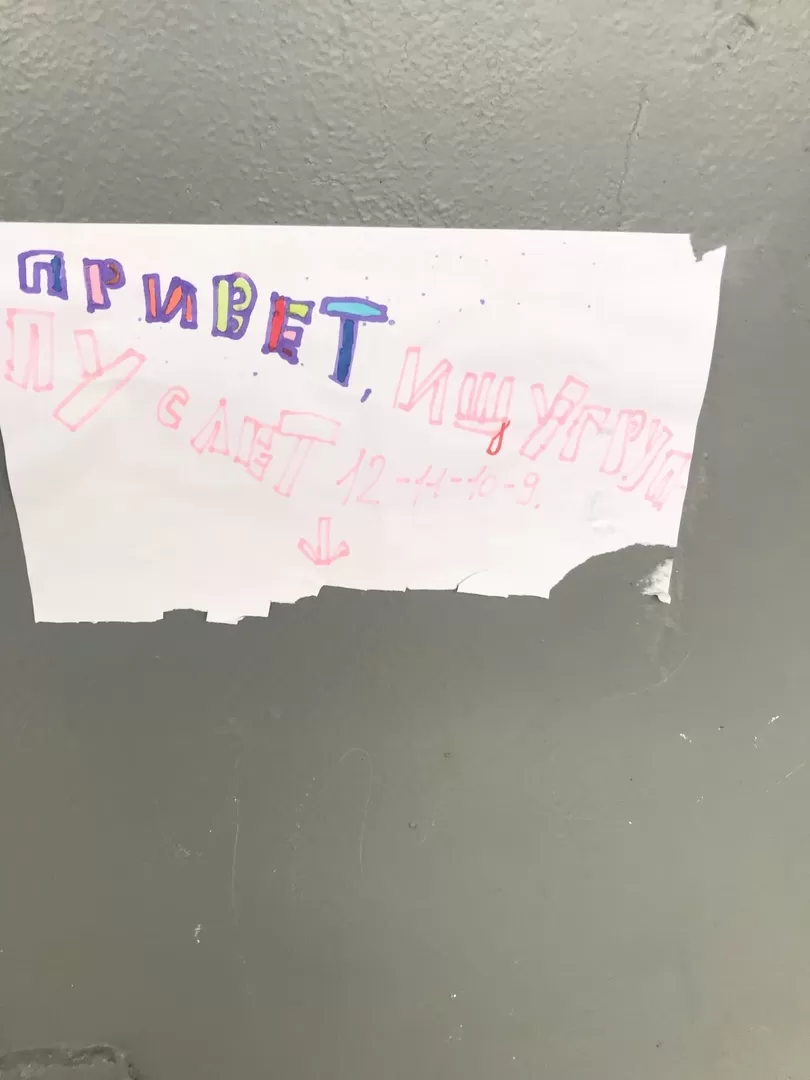 ПРИВЕТ, ИЩУ ГРУП
ПУ С ЛЕТ 12-11-10-9.